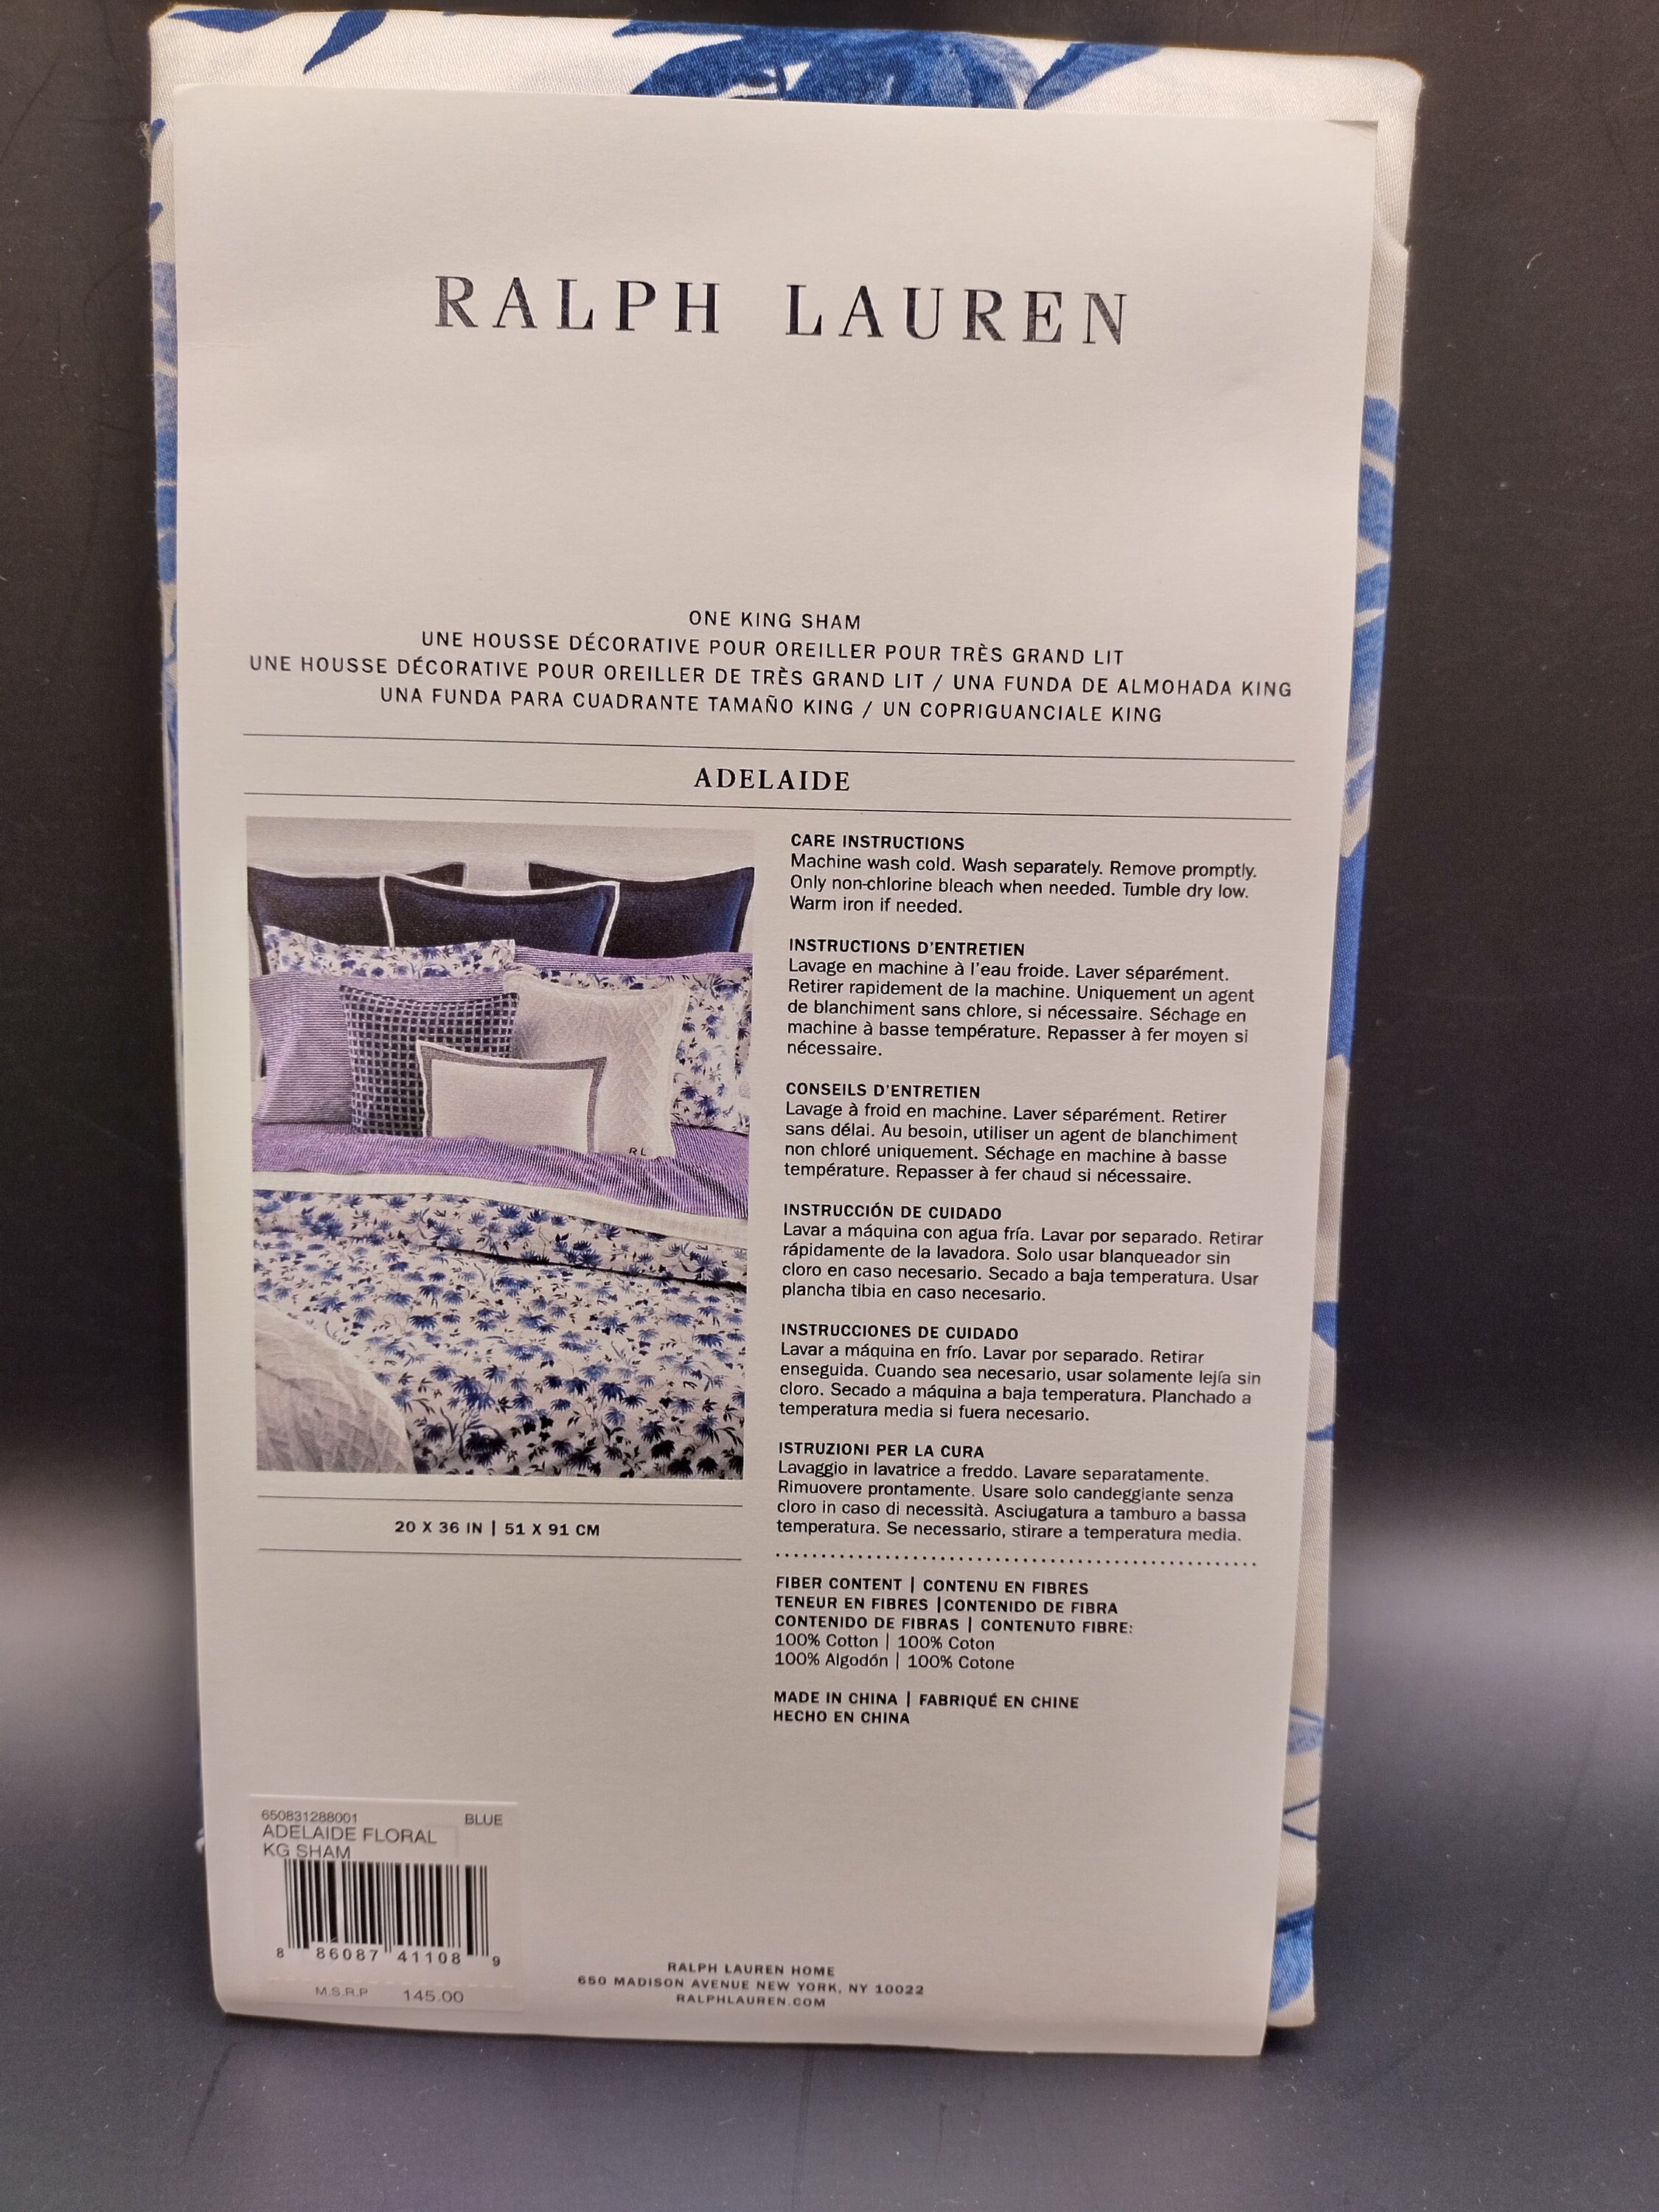 RALPH LAUREN
ONE KING SHAM
UNE HOUSSE DÉCORATIVE POUR OREILLER POUR TRÈS GRAND LIT
UNE HOUSSE DÉCORATIVE POUR OREILLER DE TRÈS GRAND LIT / UNA FUNDA DE ALMOHADA KING
UNA FUNDA PARA CUADRANTE TAMAÑO KING / UN COPRIGUANCIALE KING
ADELAIDE
RL
20 X 36 IN | 51 X 91 CM
CARE INSTRUCTIONS
Machine wash cold. Wash separately. Remove promptly.
Only non-chlorine bleach when needed. Tumble dry low.
Warm iron if needed.
INSTRUCTIONS D'ENTRETIEN
Lavage en machine à l'eau froide. Laver séparément.
Retirer rapidement de la machine. Uniquement un agent
de blanchiment sans chlore, si nécessaire. Séchage en
machine à basse température. Repasser à fer moyen si
nécessaire.
CONSEILS D'ENTRETIEN
Lavage à froid en machine. Laver séparément. Retirer
sans délai. Au besoin, utiliser un agent de blanchiment
non chloré uniquement. Séchage en machine à basse
température. Repasser à fer chaud si nécessaire.
INSTRUCCIÓN DE CUIDADO
Lavar a máquina con agua fría. Lavar por separado. Retirar
rápidamente de la lavadora. Solo usar blanqueador sin
cloro en caso necesario. Secado a baja temperatura. Usar
plancha tibia en caso necesario.
INSTRUCCIONES DE CUIDADO
Lavar a máquina en frío. Lavar por separado. Retirar
enseguida. Cuando sea necesario, usar solamente lejía sin
cloro. Secado a máquina a baja temperatura. Planchado a
temperatura media si fuera necesario.
ISTRUZIONI PER LA CURA
Lavaggio in lavatrice a freddo. Lavare separatamente.
Rimuovere prontamente. Usare solo candeggiante senza
cloro in caso di necessità. Asciugatura a tamburo a bassa
temperatura. Se necessario, stirare a temperatura media.
FIBER CONTENT | CONTENU EN FIBRES
TENEUR EN FIBRES |CONTENIDO DE FIBRA
CONTENIDO DE FIBRAS | CONTENUTO FIBRE:
100% Cotton | 100% Coton
100% Algodón | 100% Cotone
MADE IN CHINA | FABRIQUÉ EN CHINE
HECHO EN CHINA
650831288001 BLUE
ADELAIDE FLORAL
KG SHAM
8 86087 41108 9
M.S.R.P 145.00
RALPH LAUREN HOME
650 MADISON AVENUE NEW YORK, NY 10022
RALPHLAUREN.COM